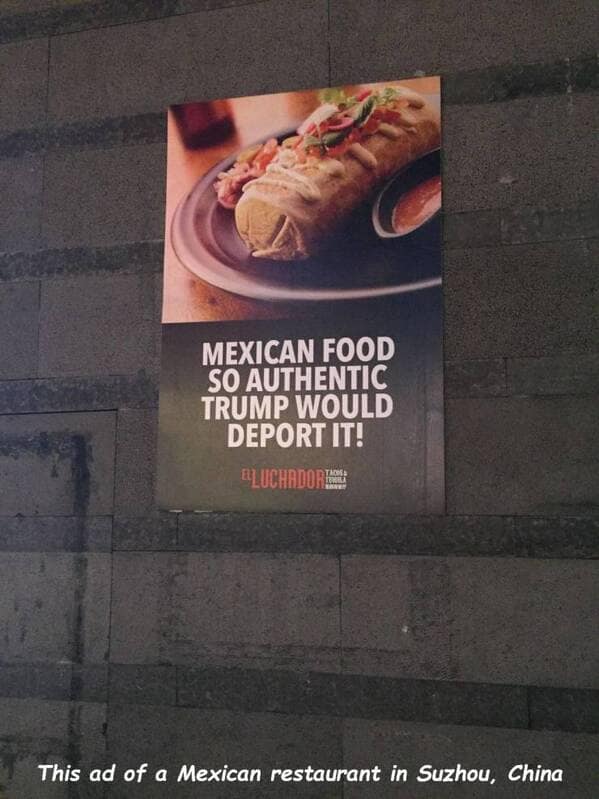 MEXICAN FOOD
SO AUTHENTIC
TRUMP WOULD
DEPORT IT!
EL LUCHADOR TACOS &
TEQUILA
This ad of a Mexican restaurant in Suzhou, China